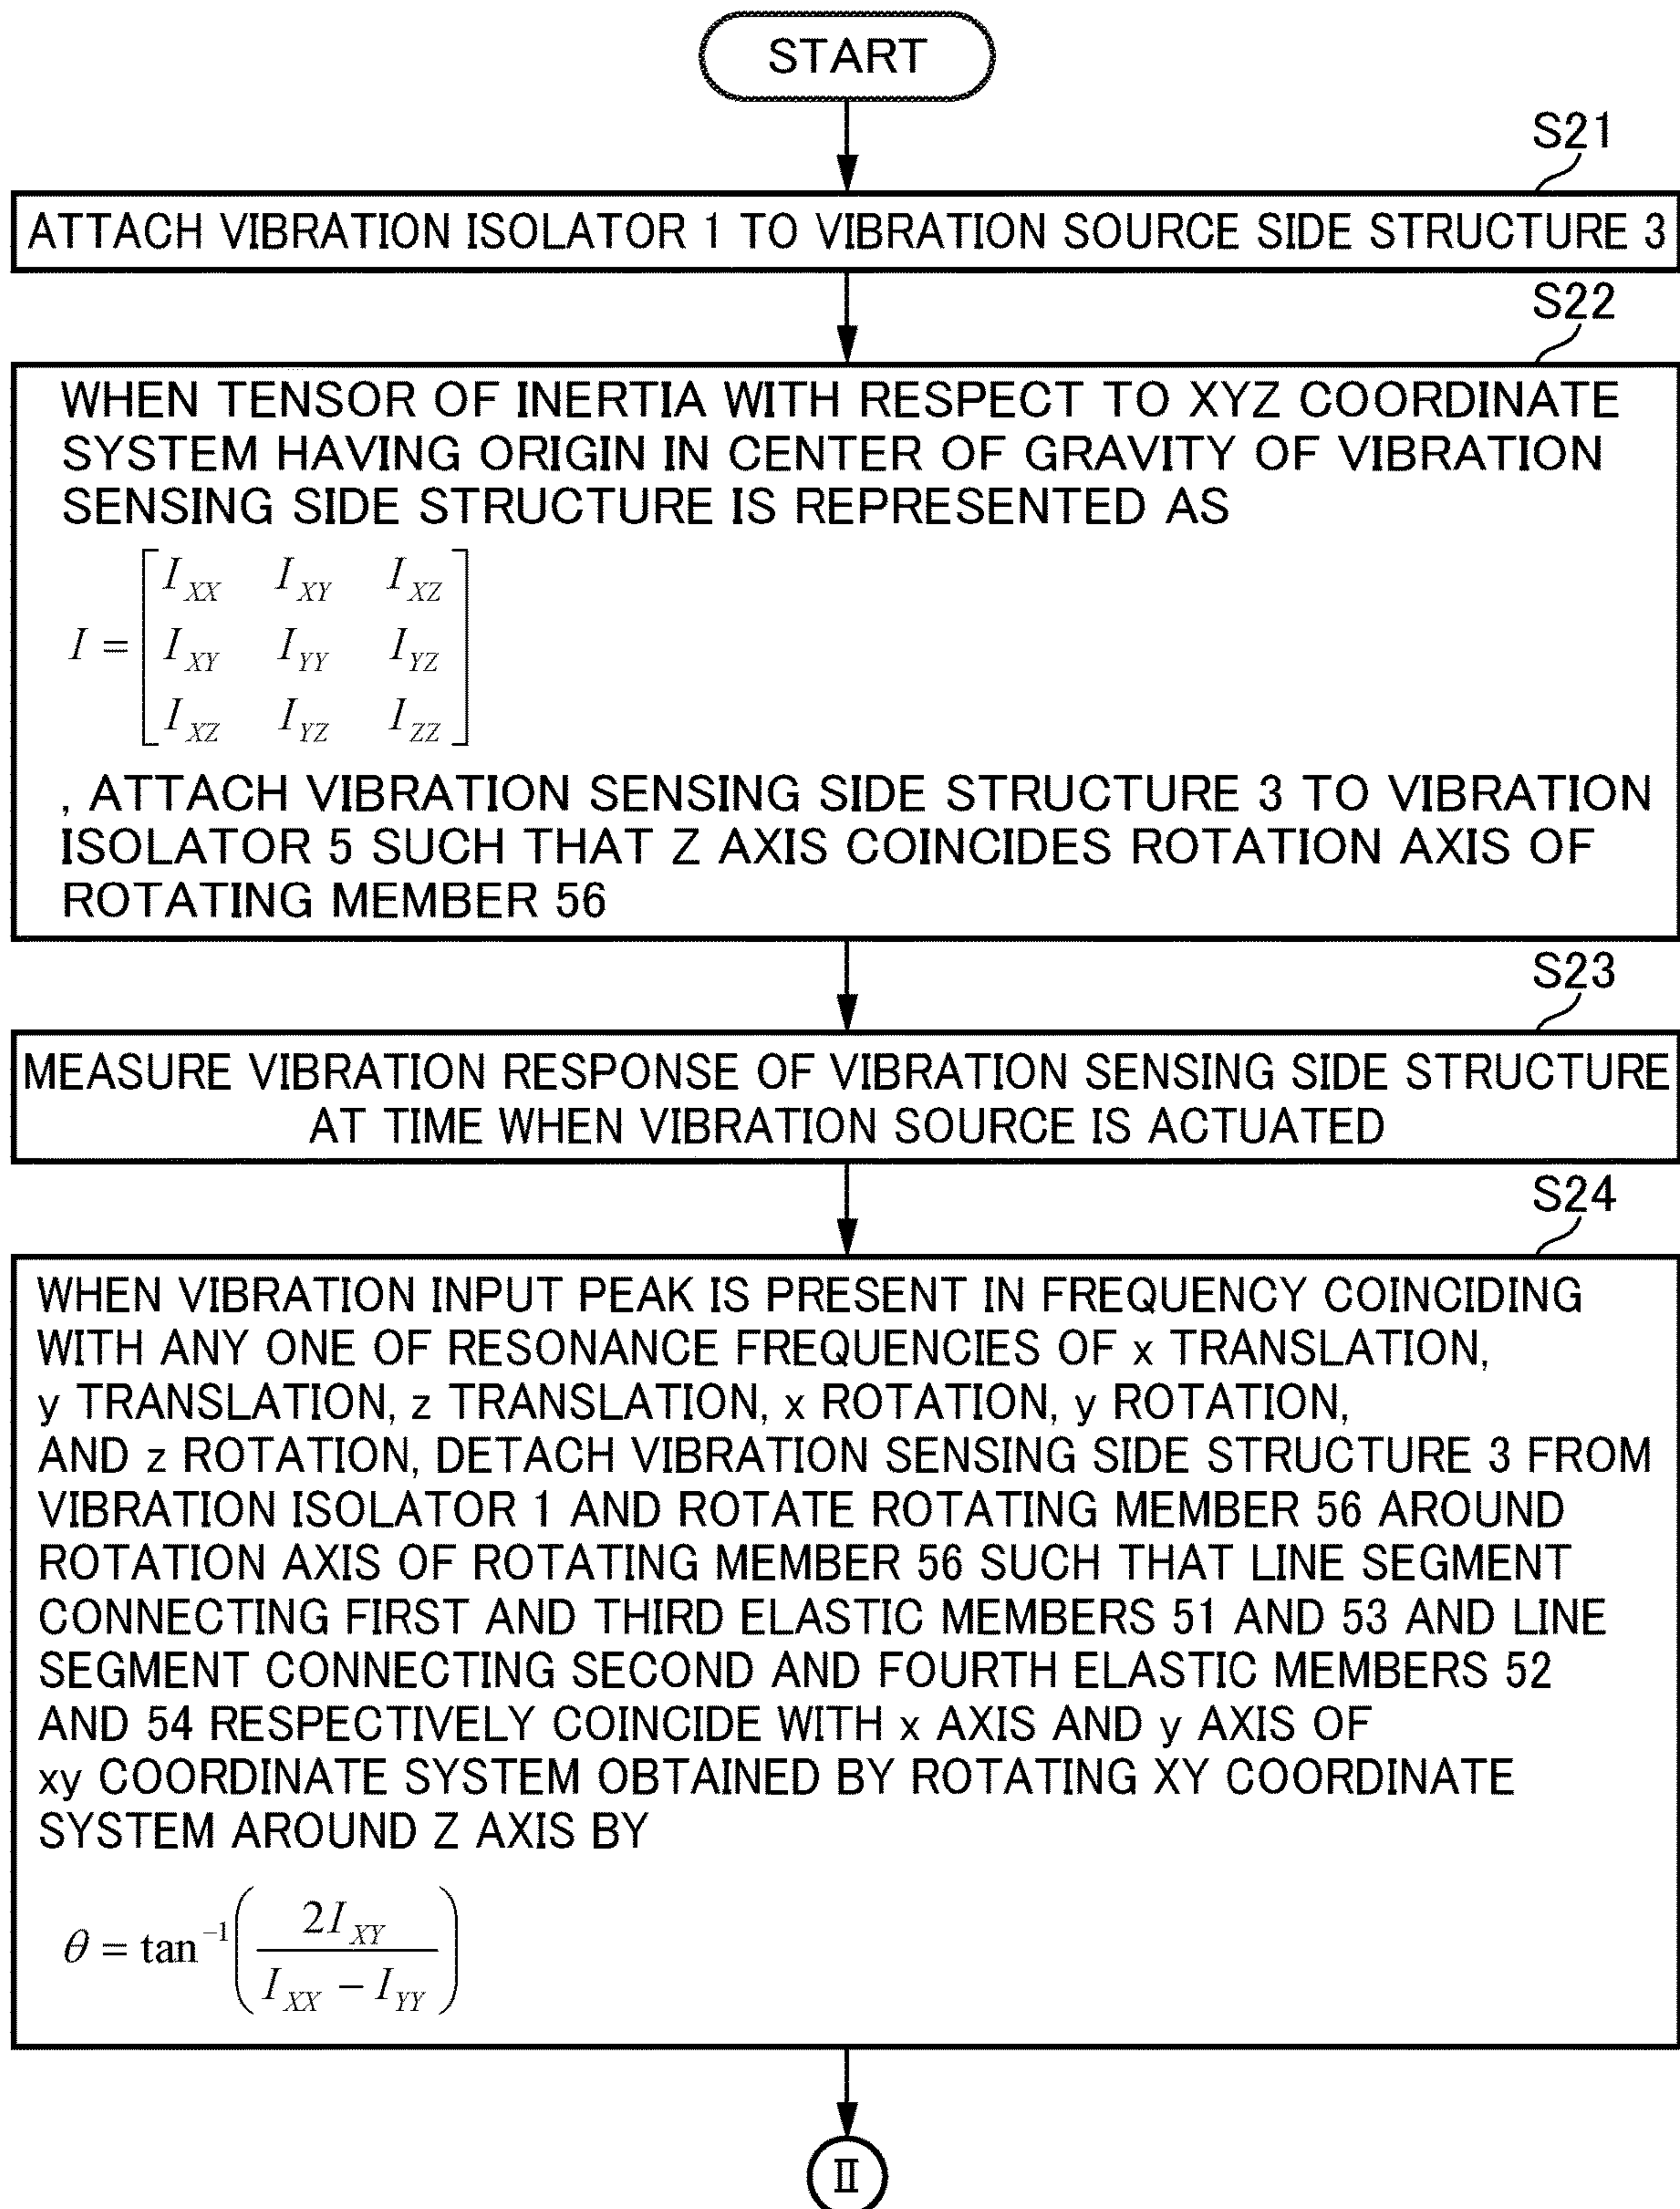 START
S21
ATTACH VIBRATION ISOLATOR 1 TO VIBRATION SOURCE SIDE STRUCTURE 3
S22
WHEN TENSOR OF INERTIA WITH RESPECT TO XYZ COORDINATE
SYSTEM HAVING ORIGIN IN CENTER OF GRAVITY OF VIBRATION
SENSING SIDE STRUCTURE IS REPRESENTED AS
I = [ I_XX I_XY I_XZ
I_XY I_YY I_YZ
I_XZ I_YZ I_ZZ ]
, ATTACH VIBRATION SENSING SIDE STRUCTURE 3 TO VIBRATION
ISOLATOR 5 SUCH THAT Z AXIS COINCIDES ROTATION AXIS OF
ROTATING MEMBER 56
S23
MEASURE VIBRATION RESPONSE OF VIBRATION SENSING SIDE STRUCTURE
AT TIME WHEN VIBRATION SOURCE IS ACTUATED
S24
WHEN VIBRATION INPUT PEAK IS PRESENT IN FREQUENCY COINCIDING
WITH ANY ONE OF RESONANCE FREQUENCIES OF x TRANSLATION,
y TRANSLATION, z TRANSLATION, x ROTATION, y ROTATION,
AND z ROTATION, DETACH VIBRATION SENSING SIDE STRUCTURE 3 FROM
VIBRATION ISOLATOR 1 AND ROTATE ROTATING MEMBER 56 AROUND
ROTATION AXIS OF ROTATING MEMBER 56 SUCH THAT LINE SEGMENT
CONNECTING FIRST AND THIRD ELASTIC MEMBERS 51 AND 53 AND LINE
SEGMENT CONNECTING SECOND AND FOURTH ELASTIC MEMBERS 52
AND 54 RESPECTIVELY COINCIDE WITH x AXIS AND y AXIS OF
xy COORDINATE SYSTEM OBTAINED BY ROTATING XY COORDINATE
SYSTEM AROUND Z AXIS BY
θ = tan⁻¹( 2I_XY / (I_XX − I_YY) )
Ⅱ